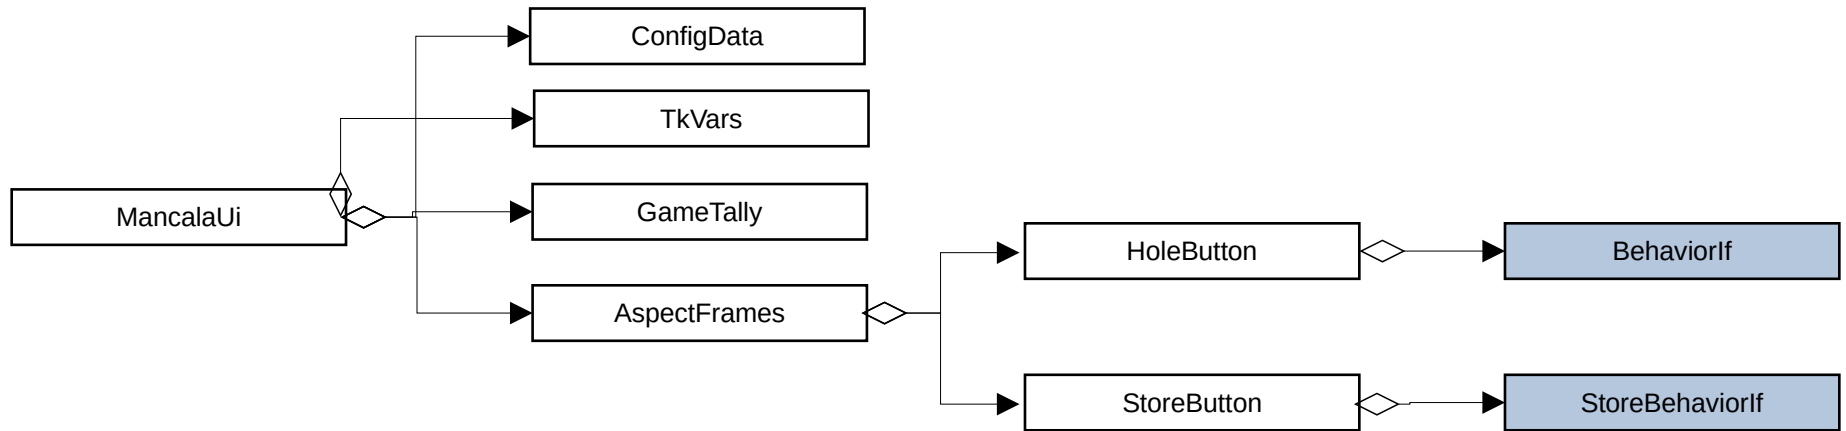 ConfigData
TkVars
MancalaUi
GameTally
AspectFrames
HoleButton
BehaviorIf
StoreButton
StoreBehaviorIf